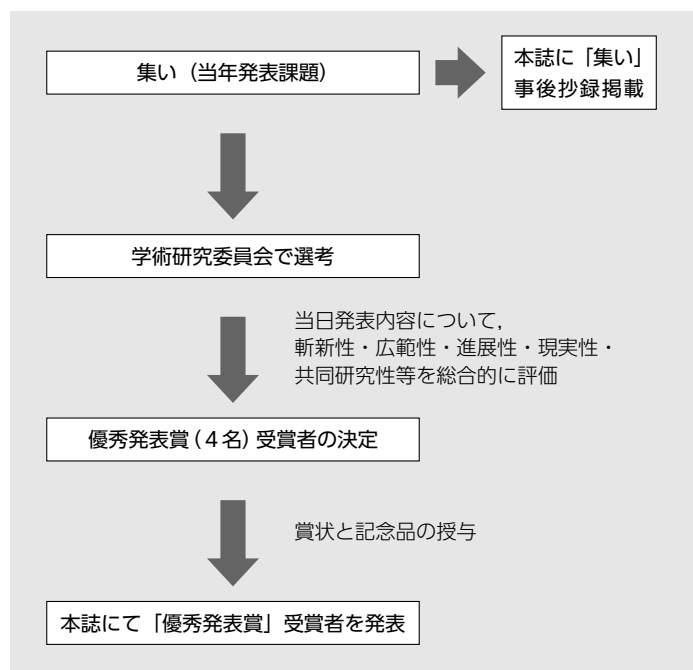 集い（当年発表課題）
本誌に「集い」
事後抄録掲載
学術研究委員会で選考
当日発表内容について，
斬新性・広範性・進展性・現実性・
共同研究性等を総合的に評価
優秀発表賞（４名）受賞者の決定
賞状と記念品の授与
本誌にて「優秀発表賞」受賞者を発表